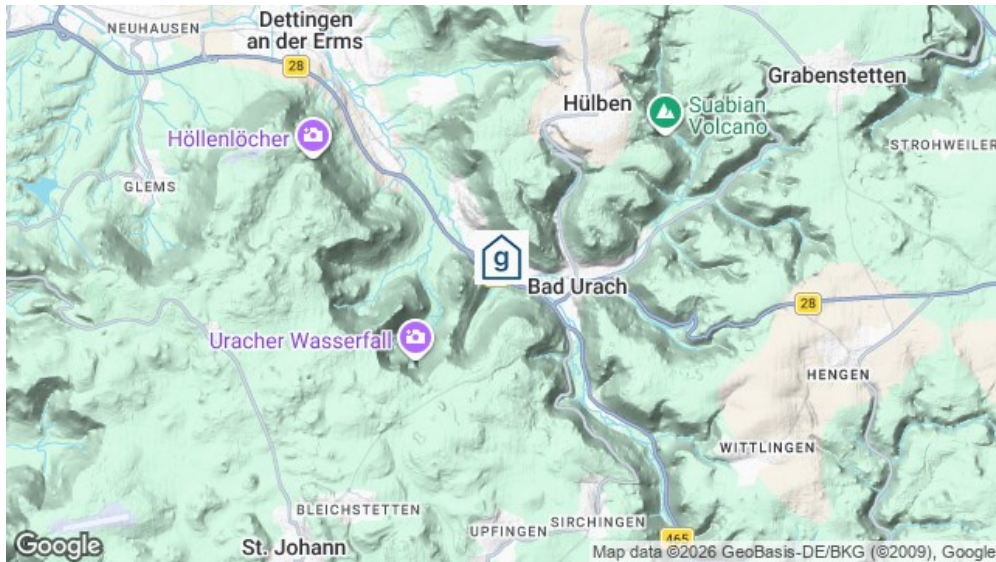 NEUHAUSEN
Dettingen
an der Erms
28
Höllenlöcher
GLEMS
Hülben
Suabian
Volcano
Grabenstetten
STROHWEILER
g
Bad Urach
28
Uracher Wasserfall
HENGEN
WITTLINGEN
BLEICHSTETTEN
St. Johann
UPFINGEN
SIRCHINGEN
465
Google
Map data ©2026 GeoBasis-DE/BKG (©2009), Google